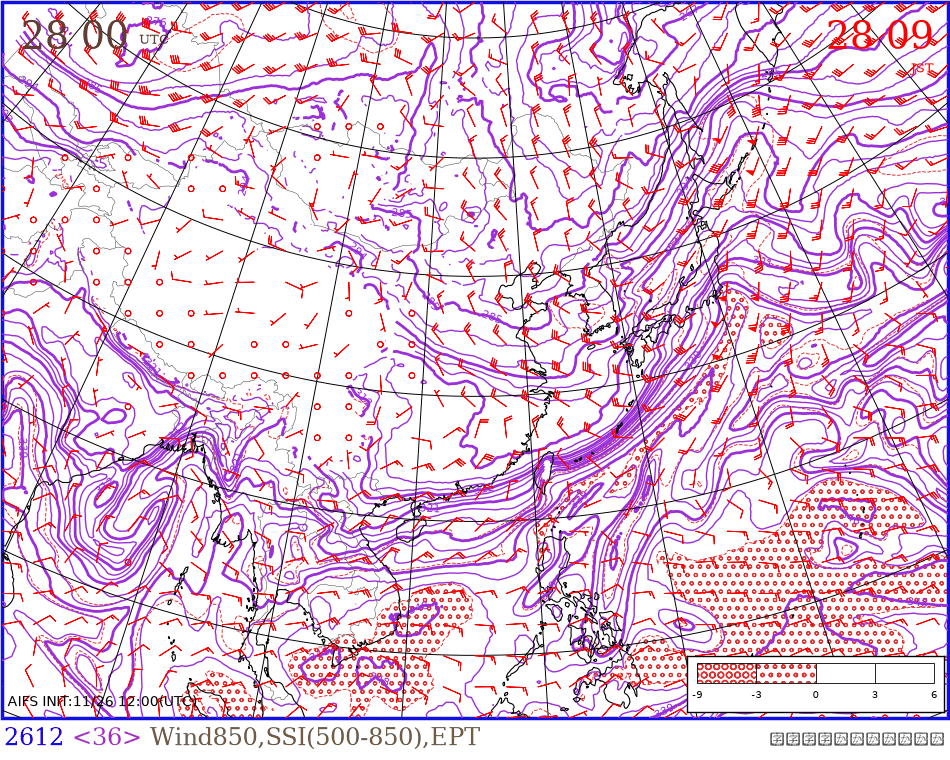 28 00 UTC 28 09
JST
AIFS INIT:11/26 12:00(UTC)
-9 -3 0 3 6
2612 <36> Wind850,SSI(500-850),EPT